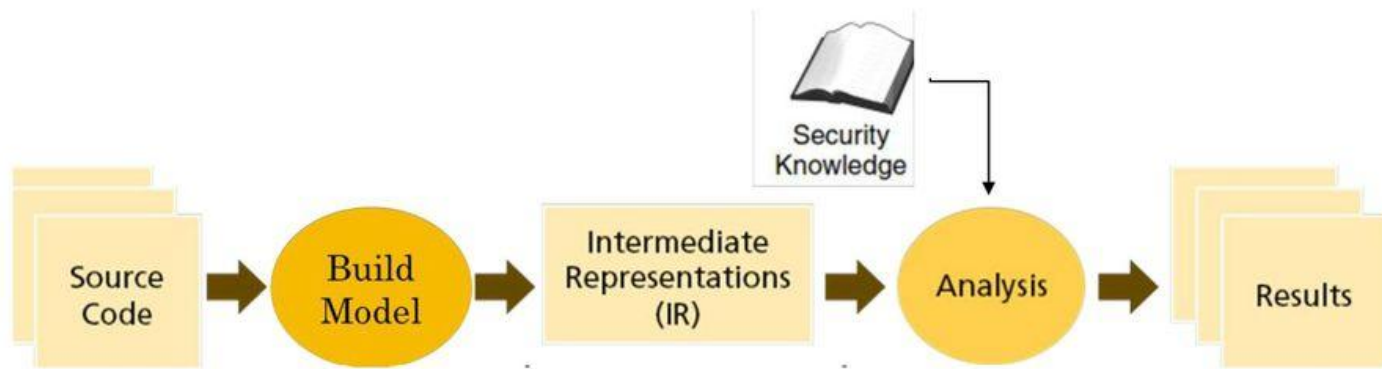 Security
Knowledge
Source
Code
Build
Model
Intermediate
Representations
(IR)
Analysis
Results